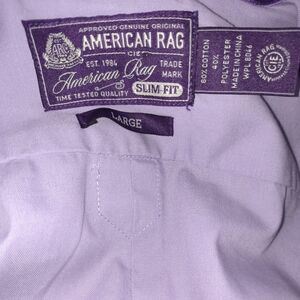 APPROVED GENUINE ORIGINAL
AMERICAN RAG
CIE
EST. 1984
TRADE
MARK
American Rag
TIME TESTED QUALITY
SLIM FIT
LARGE
80% COTTON
40%
POLYESTER
MADE IN CHINA
WPL 8046
AMERICAN RAG
CIE